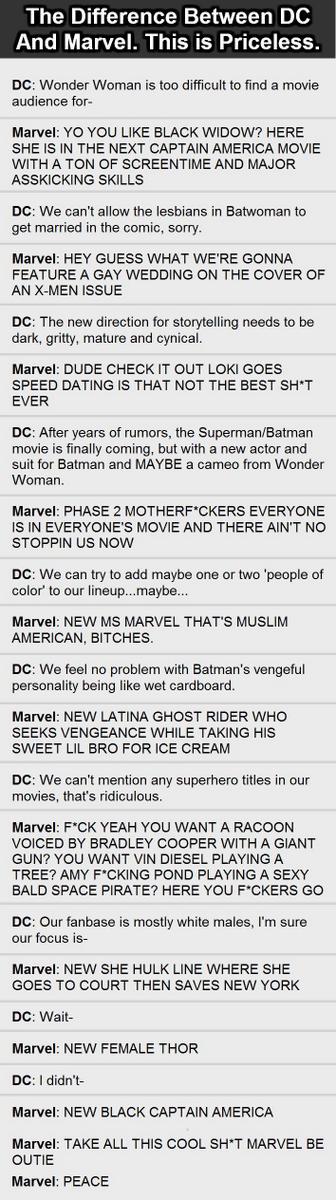 The Difference Between DC
And Marvel. This is Priceless.
DC: Wonder Woman is too difficult to find a movie
audience for-
Marvel: YO YOU LIKE BLACK WIDOW? HERE
SHE IS IN THE NEXT CAPTAIN AMERICA MOVIE
WITH A TON OF SCREENTIME AND MAJOR
ASSKICKING SKILLS
DC: We can't allow the lesbians in Batwoman to
get married in the comic, sorry.
Marvel: HEY GUESS WHAT WE'RE GONNA
FEATURE A GAY WEDDING ON THE COVER OF
AN X-MEN ISSUE
DC: The new direction for storytelling needs to be
dark, gritty, mature and cynical.
Marvel: DUDE CHECK IT OUT LOKI GOES
SPEED DATING IS THAT NOT THE BEST SH*T
EVER
DC: After years of rumors, the Superman/Batman
movie is finally coming, but with a new actor and
suit for Batman and MAYBE a cameo from Wonder
Woman.
Marvel: PHASE 2 MOTHERF*CKERS EVERYONE
IS IN EVERYONE'S MOVIE AND THERE AIN'T NO
STOPPIN US NOW
DC: We can try to add maybe one or two 'people of
color' to our lineup...maybe...
Marvel: NEW MS MARVEL THAT'S MUSLIM
AMERICAN, BITCHES.
DC: We feel no problem with Batman's vengeful
personality being like wet cardboard.
Marvel: NEW LATINA GHOST RIDER WHO
SEEKS VENGEANCE WHILE TAKING HIS
SWEET LIL BRO FOR ICE CREAM
DC: We can't mention any superhero titles in our
movies, that's ridiculous.
Marvel: F*CK YEAH YOU WANT A RACOON
VOICED BY BRADLEY COOPER WITH A GIANT
GUN? YOU WANT VIN DIESEL PLAYING A
TREE? AMY F*CKING POND PLAYING A SEXY
BALD SPACE PIRATE? HERE YOU F*CKERS GO
DC: Our fanbase is mostly white males, I'm sure
our focus is-
Marvel: NEW SHE HULK LINE WHERE SHE
GOES TO COURT THEN SAVES NEW YORK
DC: Wait-
Marvel: NEW FEMALE THOR
DC: I didn't-
Marvel: NEW BLACK CAPTAIN AMERICA
Marvel: TAKE ALL THIS COOL SH*T MARVEL BE
OUTIE
Marvel: PEACE